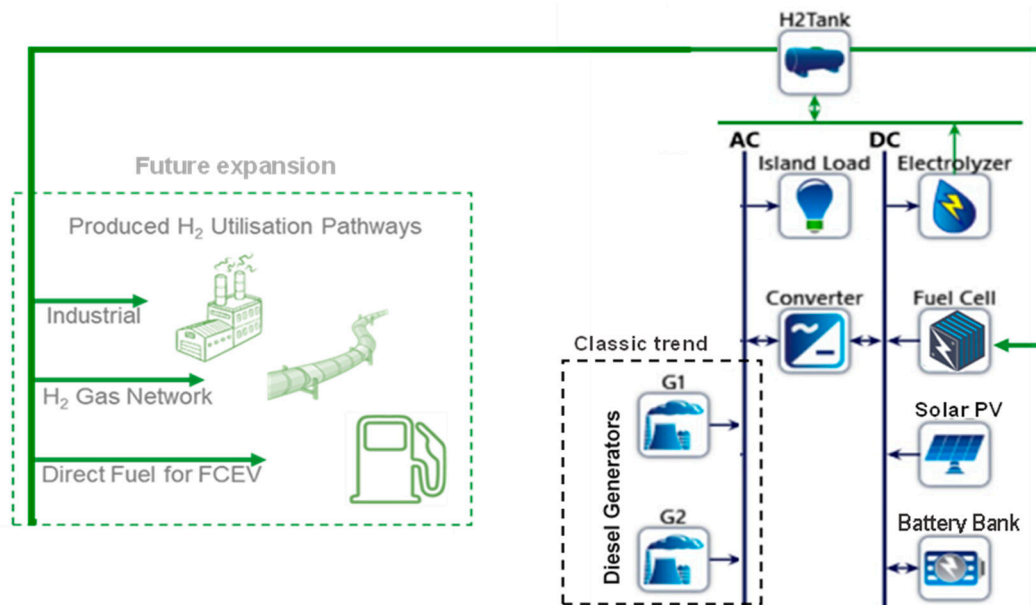 H2Tank
AC
DC
Island Load
Electrolyzer
Future expansion
Produced H₂ Utilisation Pathways
Industrial
H₂ Gas Network
Direct Fuel for FCEV
Converter
Fuel Cell
Classic trend
Diesel Generators
G1
G2
Solar PV
Battery Bank